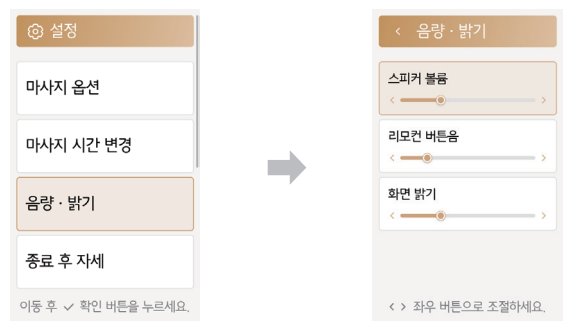 설정
마사지 옵션
마사지 시간 변경
음량 · 밝기
종료 후 자세
이동 후 ✓ 확인 버튼을 누르세요.
< 음량 · 밝기
스피커 볼륨
< >
리모컨 버튼음
< >
화면 밝기
< >
< > 좌우 버튼으로 조절하세요.